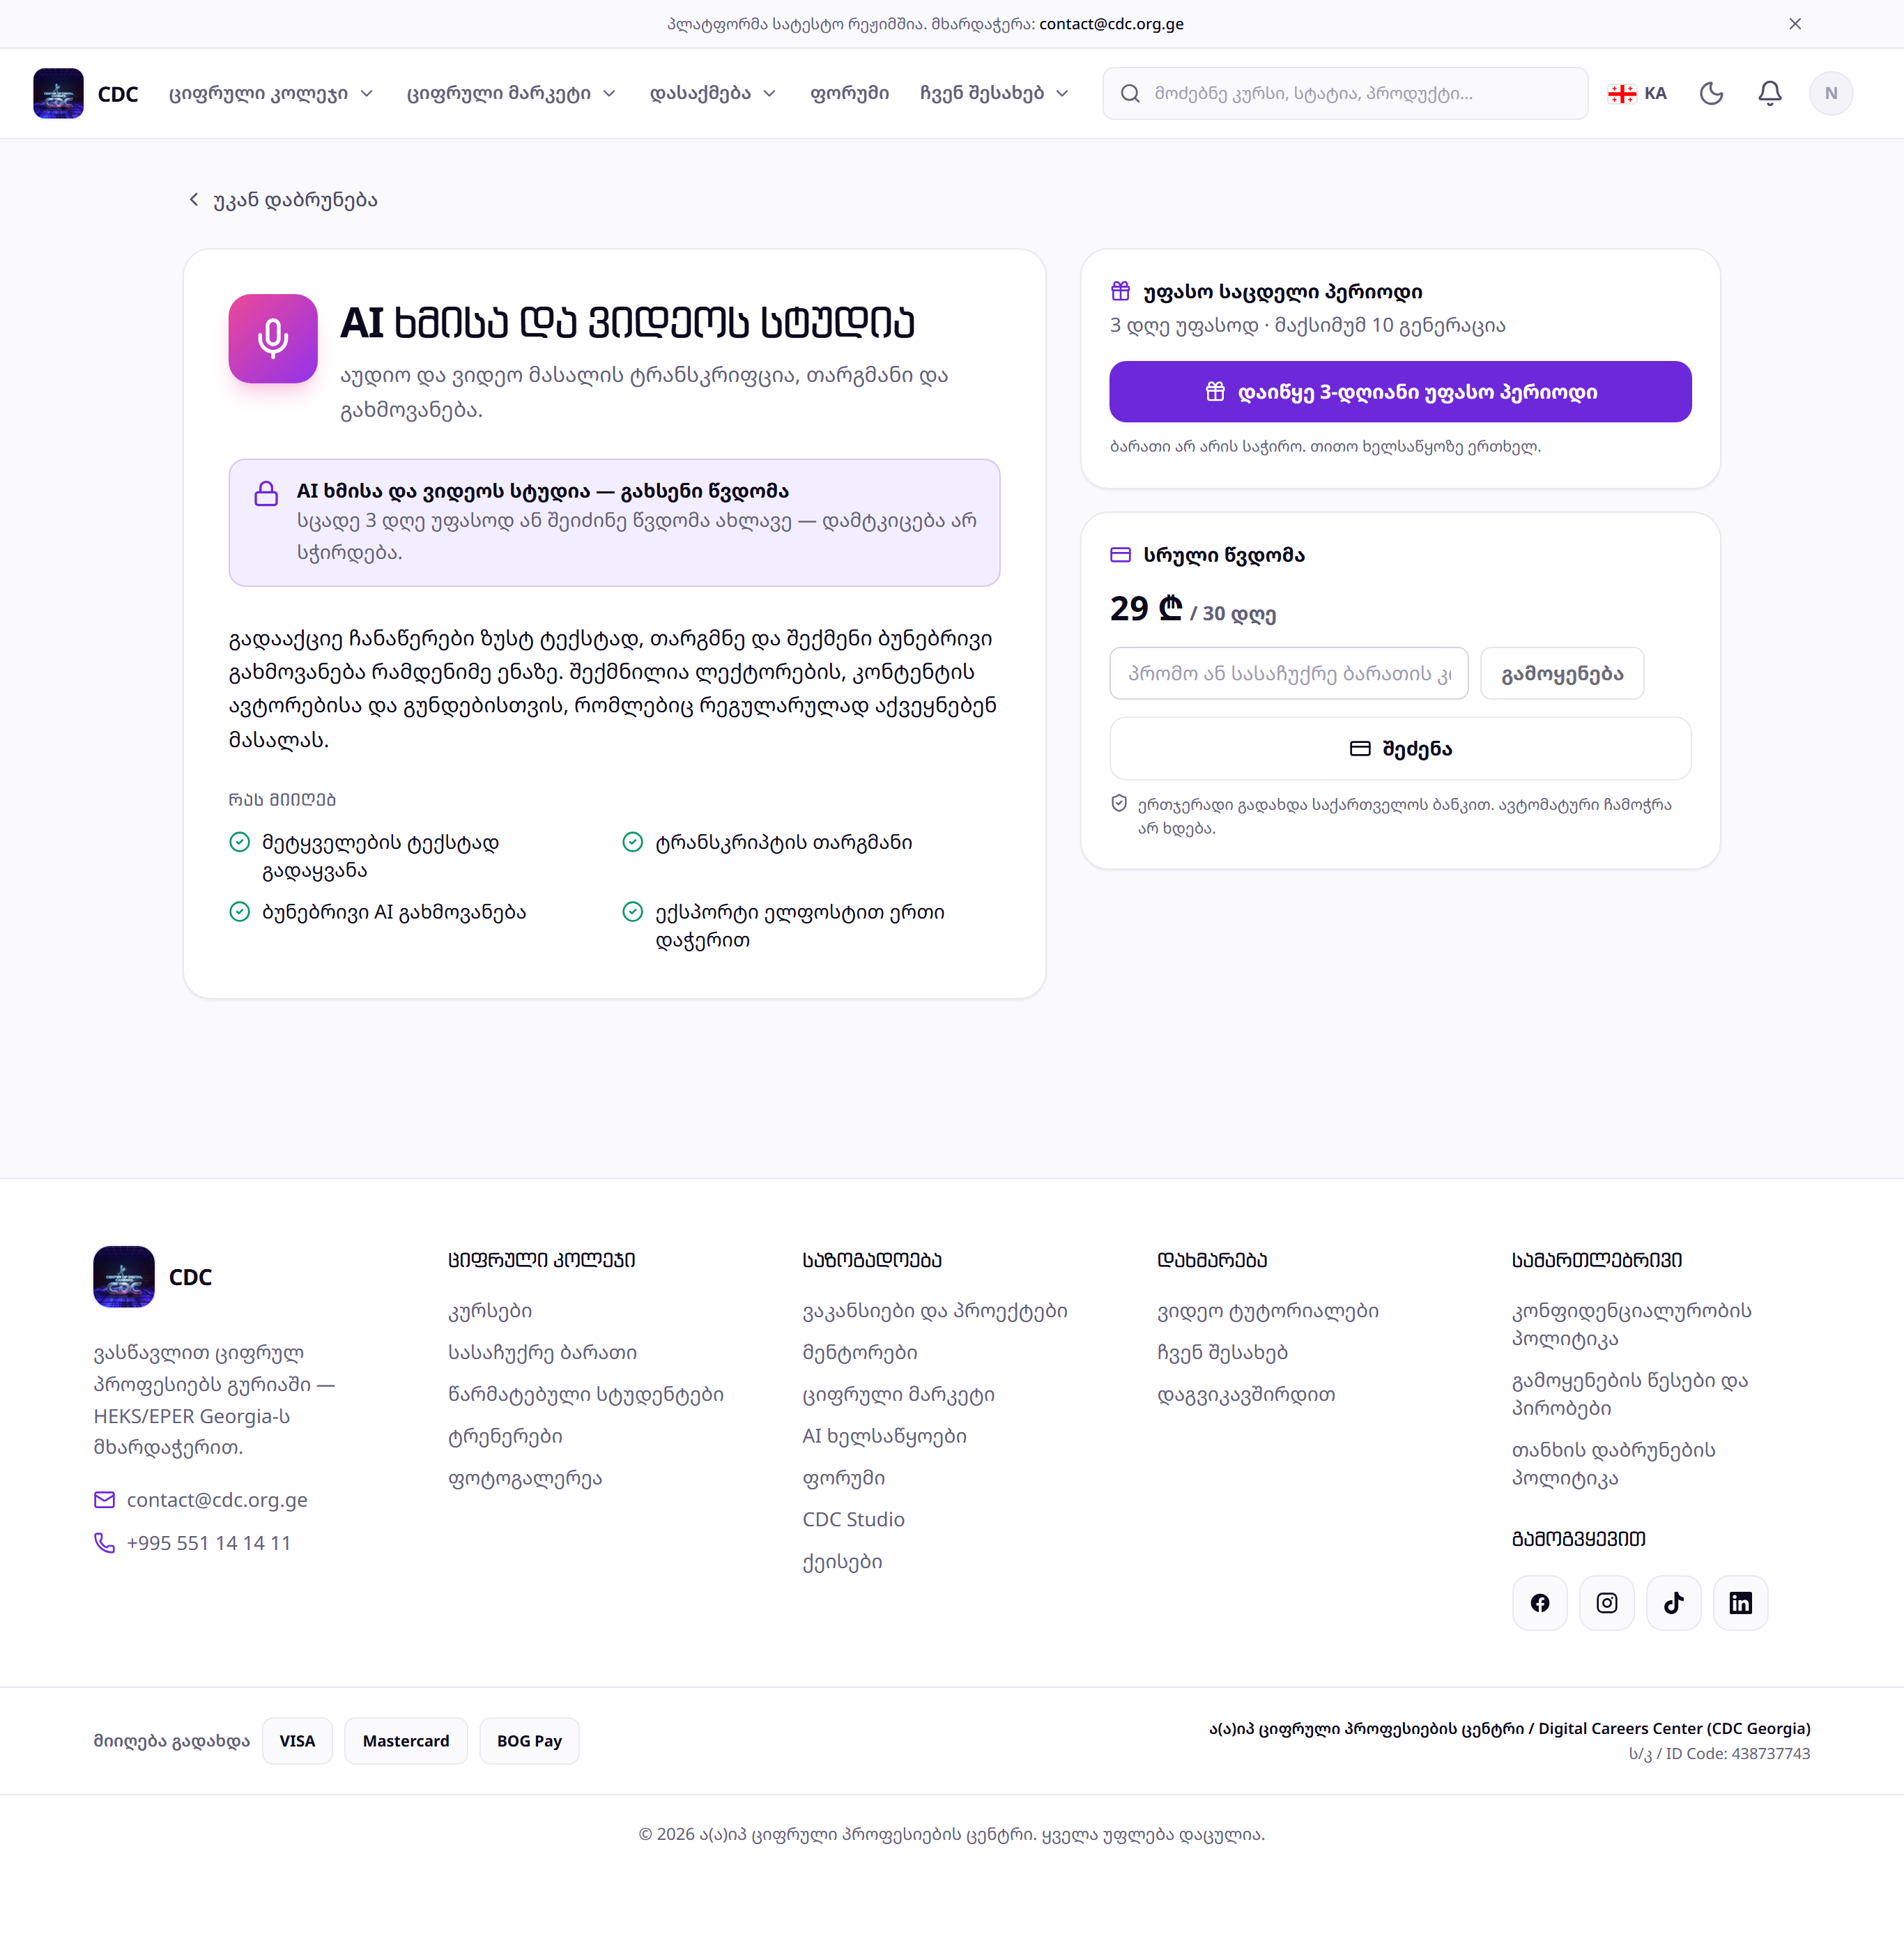 პლატფორმა სატესტო რეჟიმშია. მხარდაჭერა: contact@cdc.org.ge
CDC
ციფრული კოლეჯი
ციფრული მარკეტი
დასაქმება
ფორუმი
ჩვენ შესახებ
მოძებნე კურსი, სტატია, პროდუქტი...
KA
N
უკან დაბრუნება
AI ხმისა და ვიდეოს სტუდია
აუდიო და ვიდეო მასალის ტრანსკრიფცია, თარგმანი და
გახმოვანება.
AI ხმისა და ვიდეოს სტუდია — გახსენი წვდომა
სცადე 3 დღე უფასოდ ან შეიძინე წვდომა ახლავე — დამტკიცება არ
სჭირდება.
გადააქციე ჩანაწერები ზუსტ ტექსტად, თარგმნე და შექმენი ბუნებრივი
გახმოვანება რამდენიმე ენაზე. შექმნილია ლექტორების, კონტენტის
ავტორებისა და გუნდებისთვის, რომლებიც რეგულარულად აქვეყნებენ
მასალას.
რას მიიღებ
მეტყველების ტექსტად
გადაყვანა
ტრანსკრიპტის თარგმანი
ბუნებრივი AI გახმოვანება
ექსპორტი ელფოსტით ერთი
დაჭერით
უფასო საცდელი პერიოდი
3 დღე უფასოდ · მაქსიმუმ 10 გენერაცია
დაიწყე 3-დღიანი უფასო პერიოდი
ბარათი არ არის საჭირო. თითო ხელსაწყოზე ერთხელ.
სრული წვდომა
29 ₾ / 30 დღე
პრომო ან სასაჩუქრე ბარათის
გამოყენება
შეძენა
ერთჯერადი გადახდა საქართველოს ბანკით. ავტომატური ჩამოჭრა
არ ხდება.
CDC
ვასწავლით ციფრულ
პროფესიებს გურიაში —
HEKS/EPER Georgia-ს
მხარდაჭერით.
contact@cdc.org.ge
+995 551 14 14 11
ციფრული კოლეჯი
კურსები
სასაჩუქრე ბარათი
წარმატებული სტუდენტები
ტრენერები
ფოტოგალერეა
საზოგადოება
ვაკანსიები და პროექტები
მენტორები
ციფრული მარკეტი
AI ხელსაწყოები
ფორუმი
CDC Studio
ქეისები
დახმარება
ვიდეო ტუტორიალები
ჩვენ შესახებ
დაგვიკავშირდით
სამართლებრივი
კონფიდენციალურობის
პოლიტიკა
გამოყენების წესები და
პირობები
თანხის დაბრუნების
პოლიტიკა
გამოგვყევით
მიიღება გადახდა
VISA
Mastercard
BOG Pay
ა(ა)იპ ციფრული პროფესიების ცენტრი / Digital Careers Center (CDC Georgia)
ს/კ / ID Code: 438737743
© 2026 ა(ა)იპ ციფრული პროფესიების ცენტრი. ყველა უფლება დაცულია.